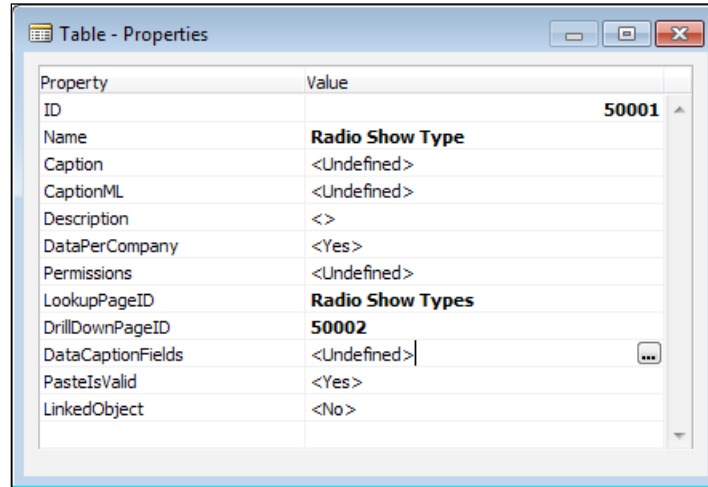 Table - Properties
Property Value
ID 50001
Name Radio Show Type
Caption <Undefined>
CaptionML <Undefined>
Description <>
DataPerCompany <Yes>
Permissions <Undefined>
LookupPageID Radio Show Types
DrillDownPageID 50002
DataCaptionFields <Undefined> ...
PasteIsValid <Yes>
LinkedObject <No>